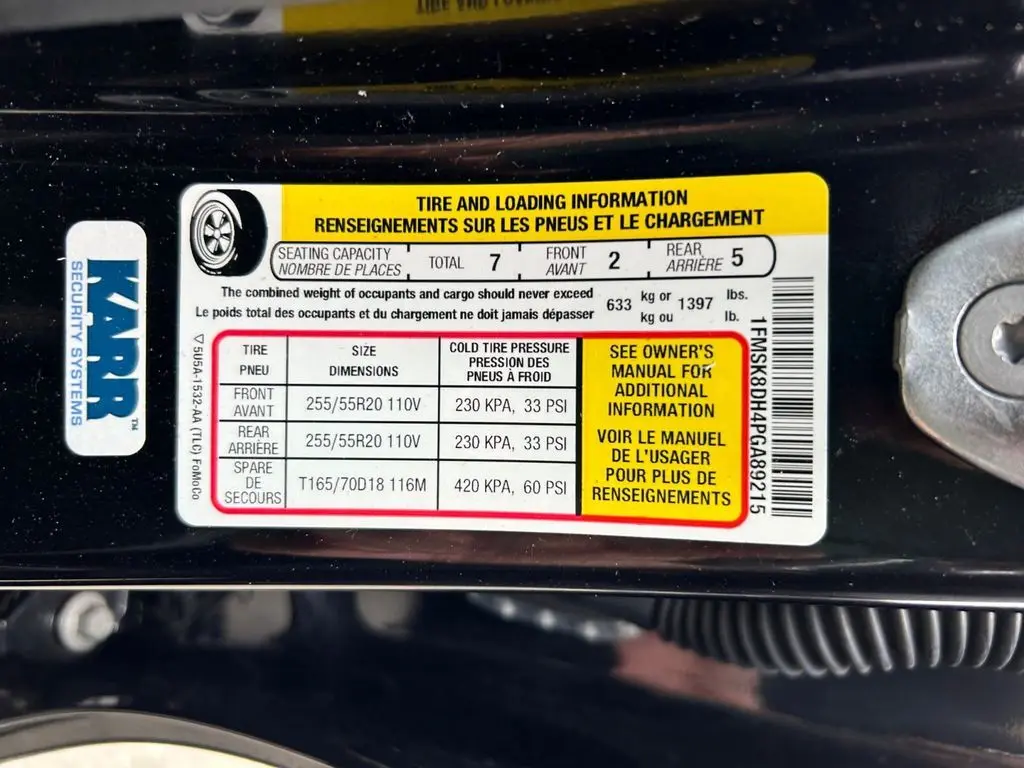 TIRE AND LOADING INFORMATION
RENSEIGNEMENTS SUR LES PNEUS ET LE CHARGEMENT
SEATING CAPACITY TOTAL 7 FRONT 2 REAR 5
NOMBRE DE PLACES AVANT ARRIÈRE
The combined weight of occupants and cargo should never exceed 633 kg or 1397 lbs.
Le poids total des occupants et du chargement ne doit jamais dépasser kg ou lb.
TIRE SIZE COLD TIRE PRESSURE
PNEU DIMENSIONS PRESSION DES
PNEUS À FROID
FRONT
AVANT 255/55R20 110V 230 KPA, 33 PSI
REAR
ARRIÈRE 255/55R20 110V 230 KPA, 33 PSI
SPARE
DE
SECOURS T165/70D18 116M 420 KPA, 60 PSI
SEE OWNER'S
MANUAL FOR
ADDITIONAL
INFORMATION
VOIR LE MANUEL
DE L'USAGER
POUR PLUS DE
RENSEIGNEMENTS
1FMSK8DH4PGA89215
5U5A-1532-AA (TLC) FoMoCo
KARR™
SECURITY SYSTEMS